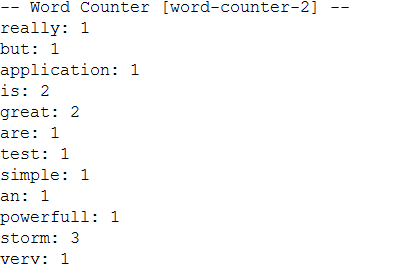 -- Word Counter [word-counter-2] --
really: 1
but: 1
application: 1
is: 2
great: 2
are: 1
test: 1
simple: 1
an: 1
powerfull: 1
storm: 3
very: 1